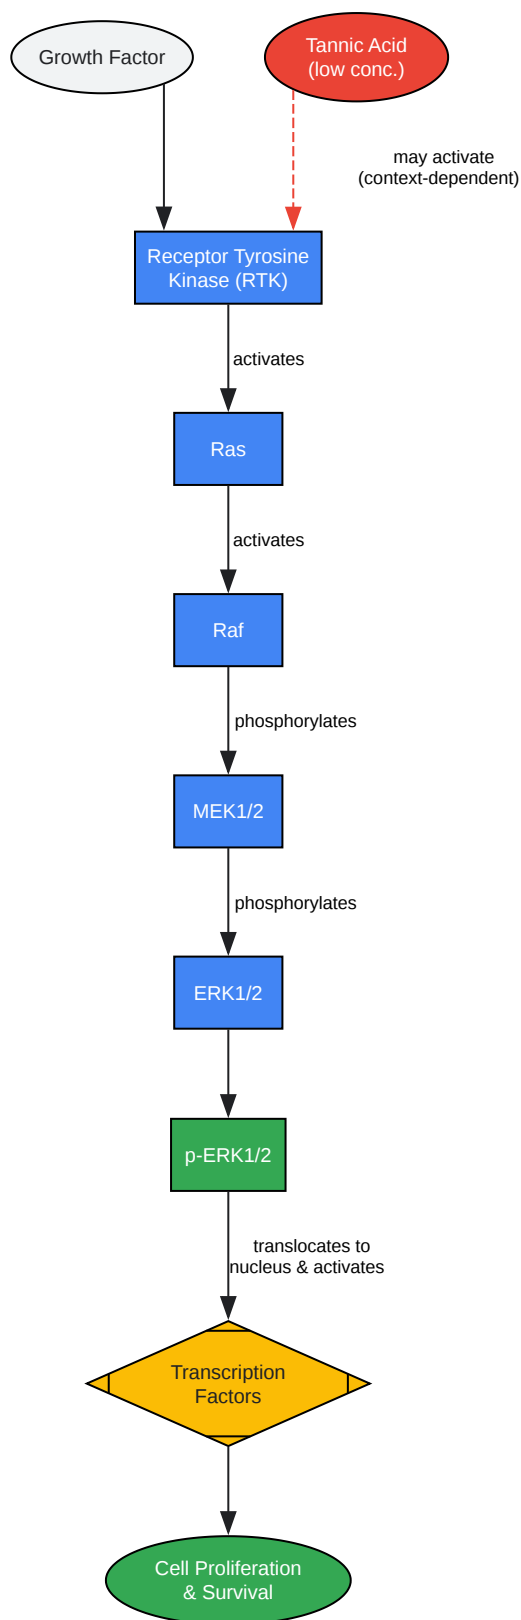 Growth Factor
Tannic Acid
(low conc.)
may activate
(context-dependent)
Receptor Tyrosine
Kinase (RTK)
activates
Ras
activates
Raf
phosphorylates
MEK1/2
phosphorylates
ERK1/2
p-ERK1/2
translocates to
nucleus & activates
Transcription
Factors
Cell Proliferation
& Survival